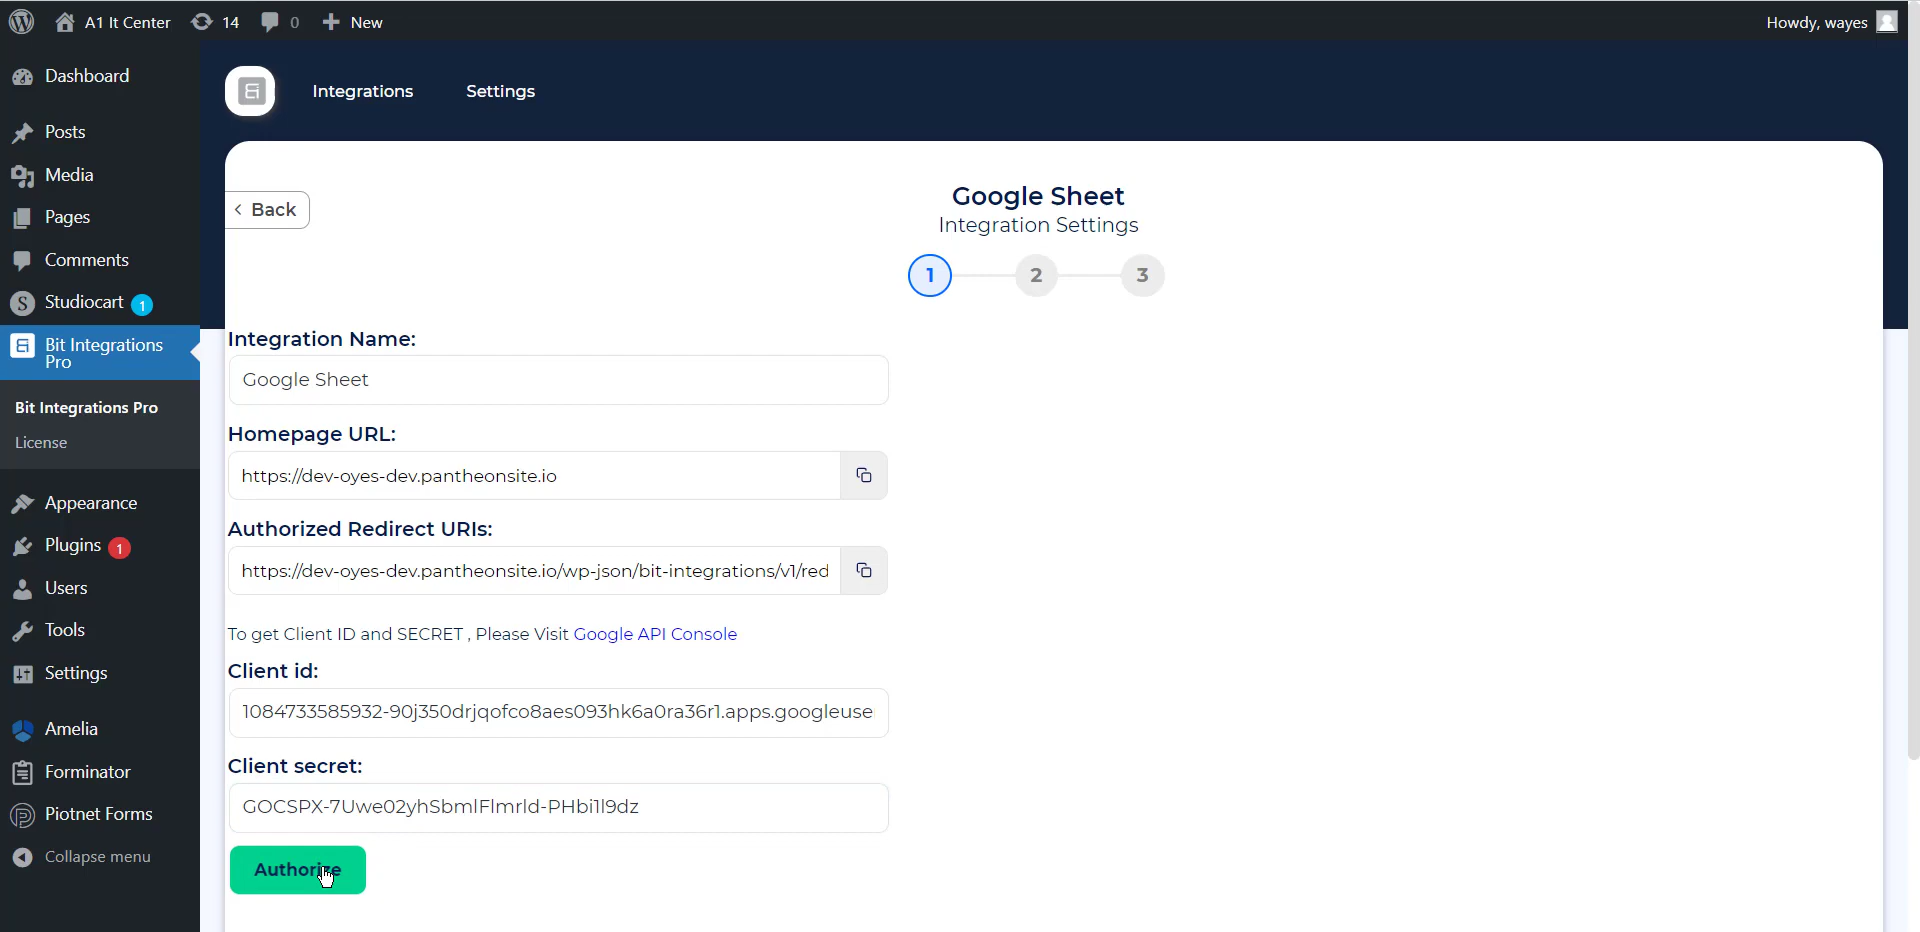 A1 It Center 14 0 New Howdy, wayes
Dashboard
Posts
Media
Pages
Comments
Studiocart 1
Bit Integrations
Pro
Bit Integrations Pro
License
Appearance
Plugins 1
Users
Tools
Settings
Amelia
Forminator
Piotnet Forms
Collapse menu
Integrations Settings
Back
Google Sheet
Integration Settings
1 2 3
Integration Name:
Google Sheet
Homepage URL:
https://dev-oyes-dev.pantheonsite.io
Authorized Redirect URIs:
https://dev-oyes-dev.pantheonsite.io/wp-json/bit-integrations/v1/red
To get Client ID and SECRET , Please Visit Google API Console
Client id:
1084733585932-90j350drjqofco8aes093hk6a0ra36r1.apps.googleuse
Client secret:
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
Authorize